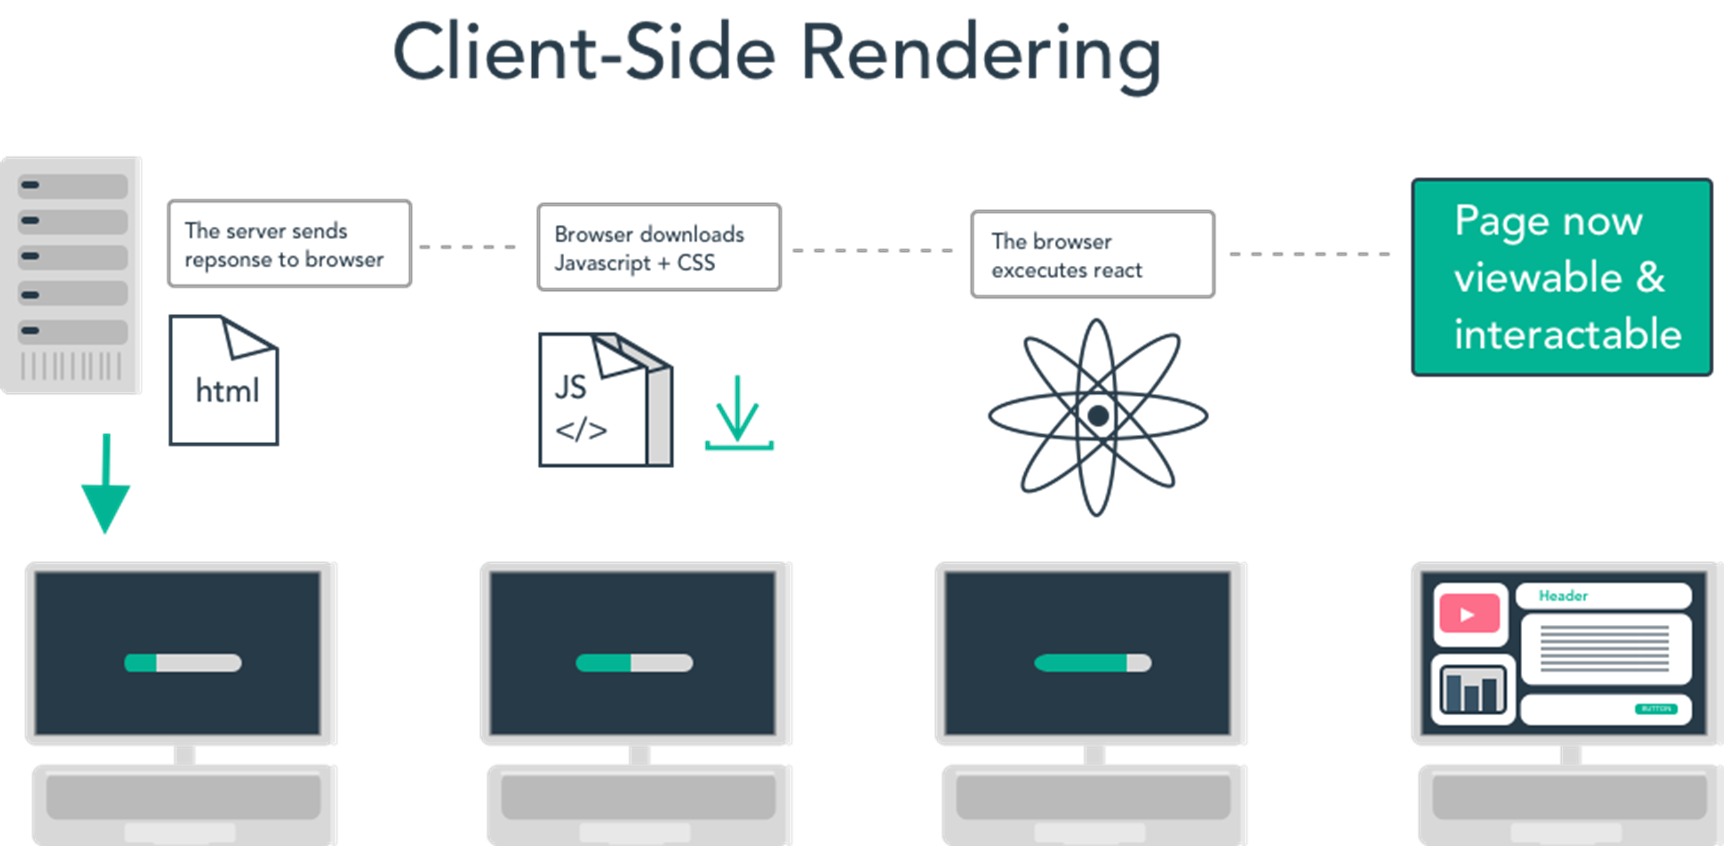 Client-Side Rendering
The server sends
repsonse to browser
Browser downloads
Javascript + CSS
The browser
excecutes react
Page now
viewable &
interactable
html
JS
</>
Header
BUTTON